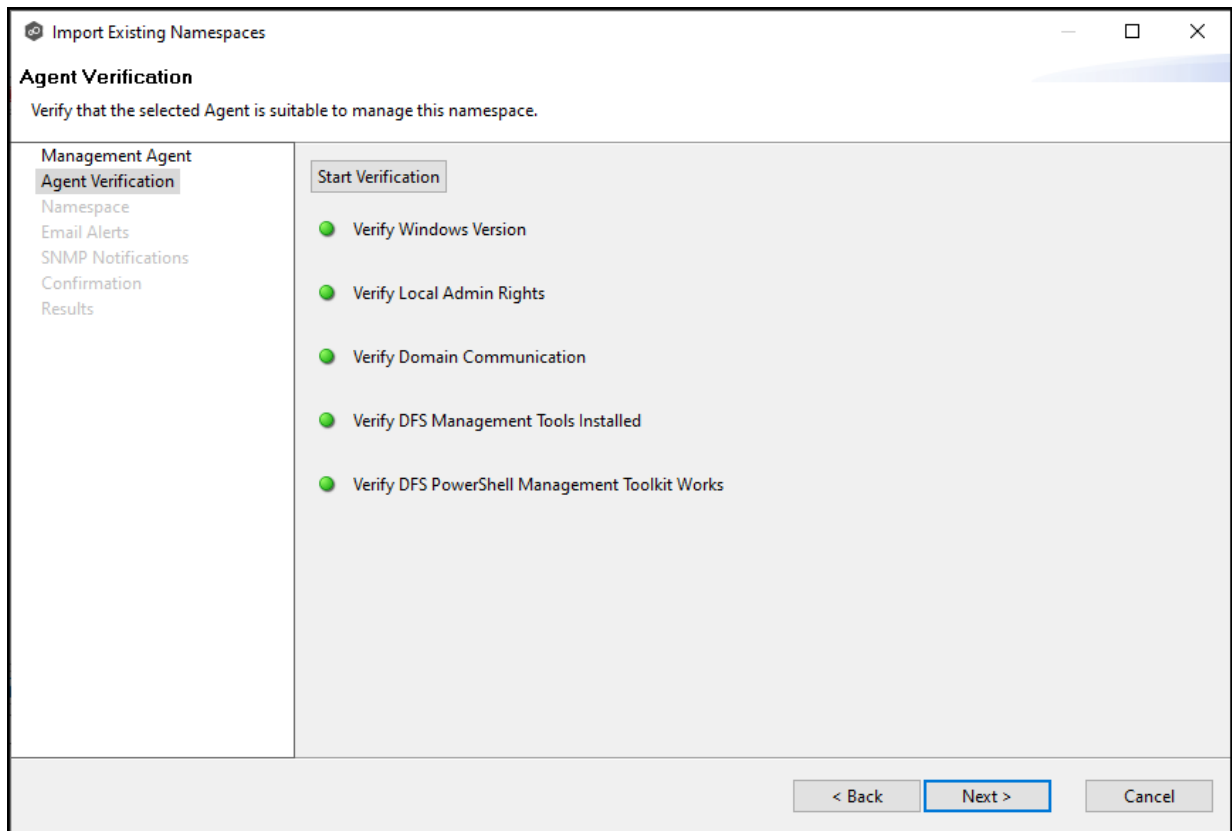 Import Existing Namespaces
Agent Verification
Verify that the selected Agent is suitable to manage this namespace.
Management Agent
Agent Verification
Namespace
Email Alerts
SNMP Notifications
Confirmation
Results
Start Verification
Verify Windows Version
Verify Local Admin Rights
Verify Domain Communication
Verify DFS Management Tools Installed
Verify DFS PowerShell Management Toolkit Works
< Back
Next >
Cancel